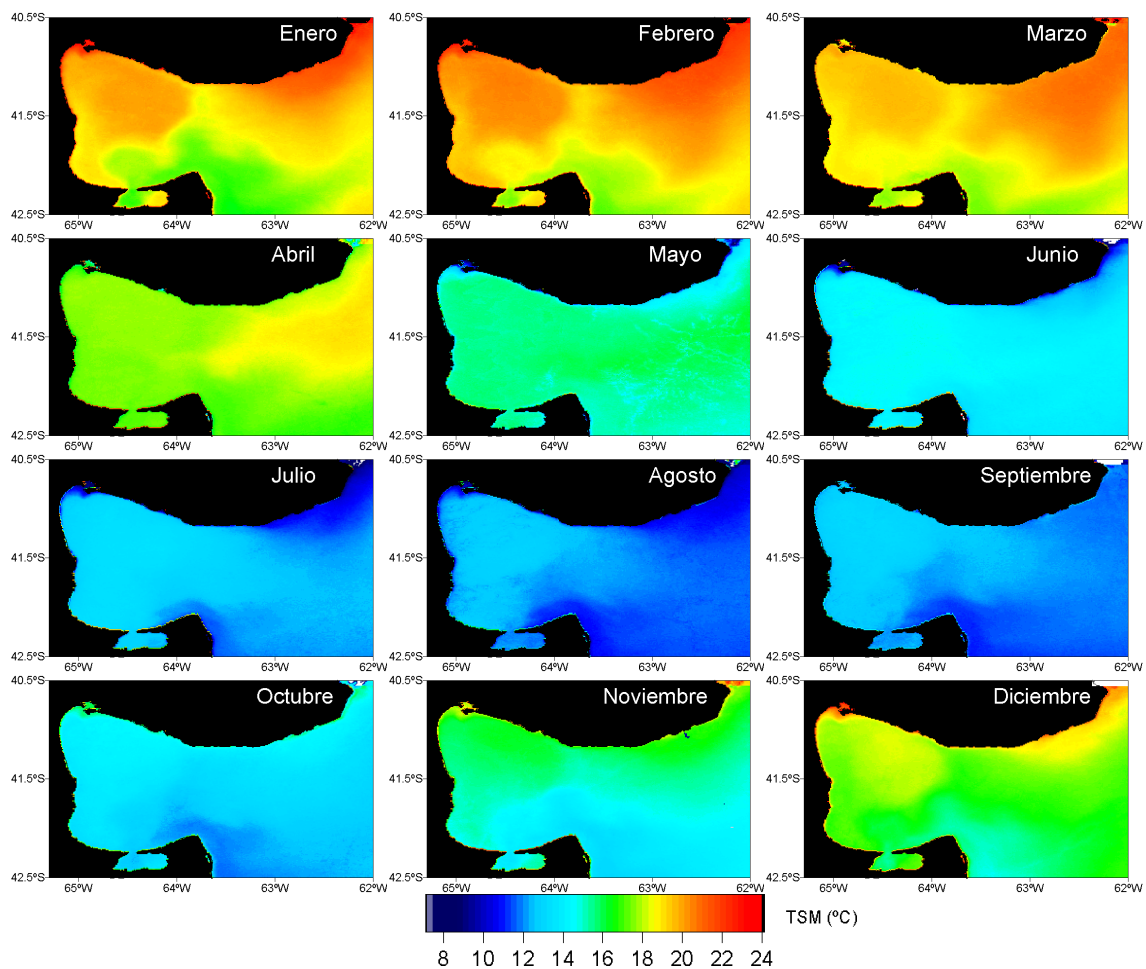 40.5ºS 40.5ºS 40.5ºS
Enero Febrero Marzo
41.5ºS 41.5ºS 41.5ºS
42.5ºS 42.5ºS 42.5ºS
65ºW 64ºW 63ºW 62ºW 65ºW 64ºW 63ºW 62ºW 65ºW 64ºW 63ºW 62ºW
40.5ºS 40.5ºS 40.5ºS
Abril Mayo Junio
41.5ºS 41.5ºS 41.5ºS
42.5ºS 42.5ºS 42.5ºS
65ºW 64ºW 63ºW 62ºW 65ºW 64ºW 63ºW 62ºW 65ºW 64ºW 63ºW 62ºW
40.5ºS 40.5ºS 40.5ºS
Julio Agosto Septiembre
41.5ºS 41.5ºS 41.5ºS
42.5ºS 42.5ºS 42.5ºS
65ºW 64ºW 63ºW 62ºW 65ºW 64ºW 63ºW 62ºW 65ºW 64ºW 63ºW 62ºW
40.5ºS 40.5ºS 40.5ºS
Octubre Noviembre Diciembre
41.5ºS 41.5ºS 41.5ºS
42.5ºS 42.5ºS 42.5ºS
65ºW 64ºW 63ºW 62ºW 65ºW 64ºW 63ºW 62ºW 65ºW 64ºW 63ºW 62ºW
TSM (ºC)
8 10 12 14 16 18 20 22 24